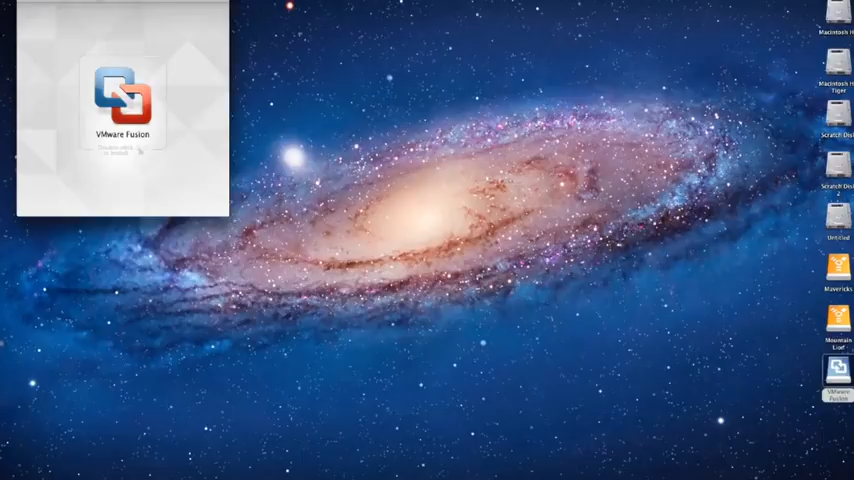 VMware Fusion
Double-click
to install
Macintosh H
Macintosh H
Tiger
Scratch Dis
Scratch Dis
2
Untitled
Mavericks
Mountain
Lion
VMware
Fusion